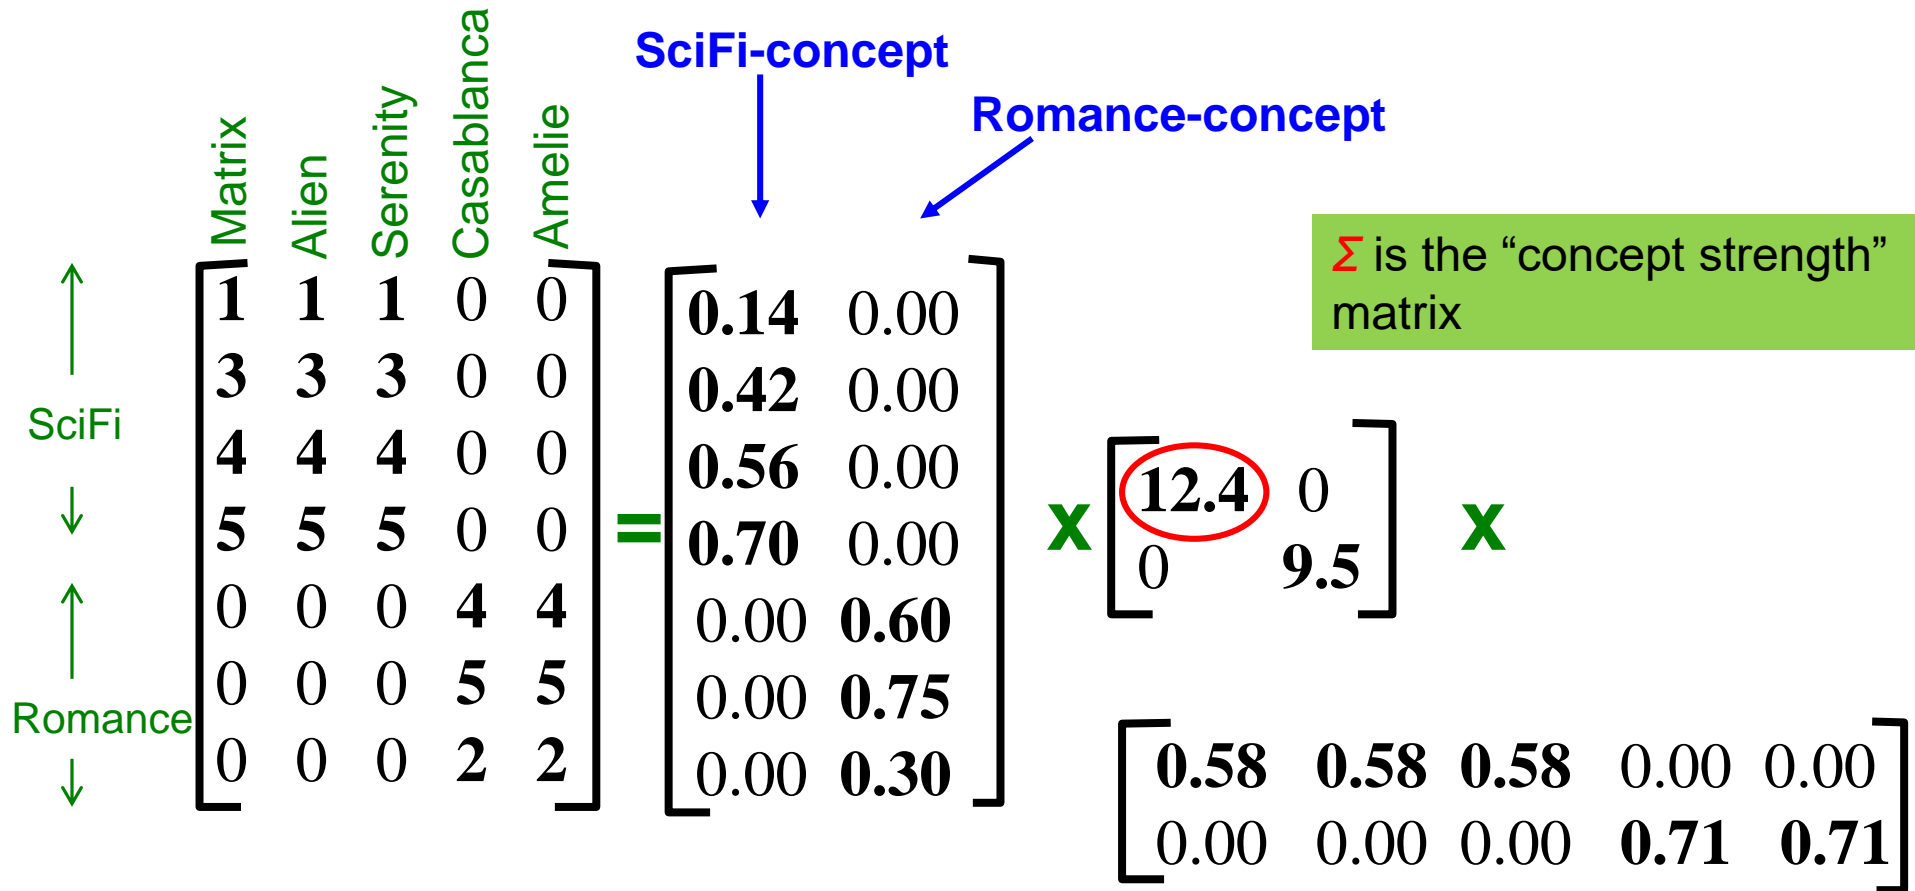 SciFi-concept
Romance-concept
Matrix
Alien
Serenity
Casablanca
Amelie
Σ is the “concept strength”
matrix
SciFi
Romance
1 1 1 0 0
3 3 3 0 0
4 4 4 0 0
5 5 5 0 0
0 0 0 4 4
0 0 0 5 5
0 0 0 2 2
=
0.14 0.00
0.42 0.00
0.56 0.00
0.70 0.00
0.00 0.60
0.00 0.75
0.00 0.30
x
12.4 0
0 9.5
x
0.58 0.58 0.58 0.00 0.00
0.00 0.00 0.00 0.71 0.71